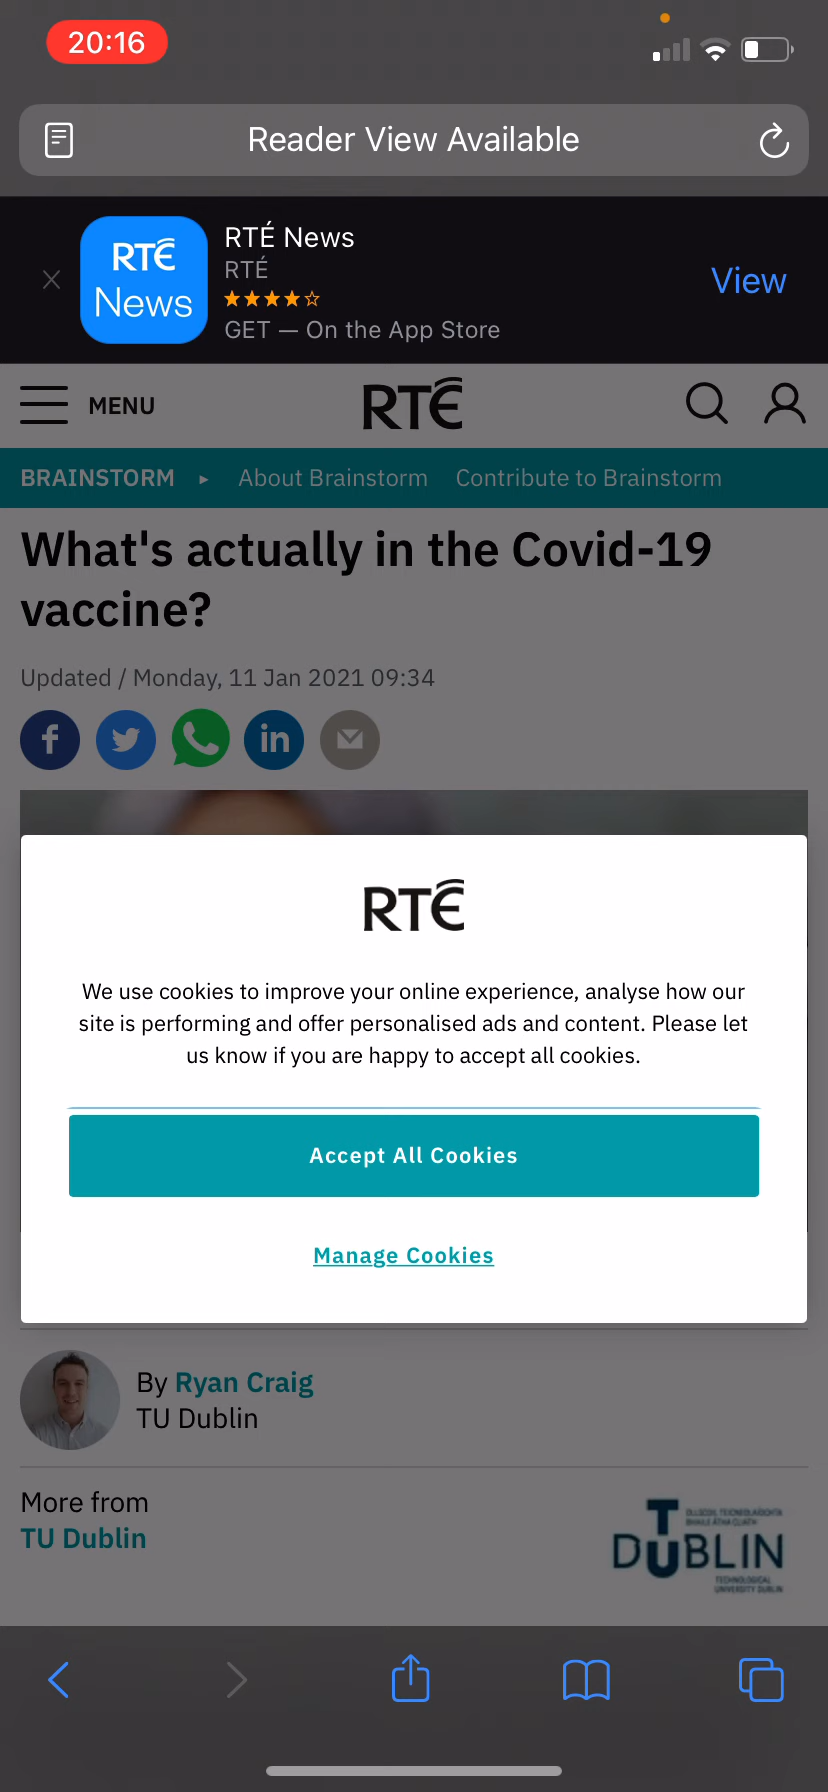 20:16
Reader View Available
RTÉ News
RTÉ News
RTÉ
GET — On the App Store
View
MENU
RTÉ
BRAINSTORM ▸ About Brainstorm Contribute to Brainstorm
What's actually in the Covid-19
vaccine?
Updated / Monday, 11 Jan 2021 09:34
RTÉ
We use cookies to improve your online experience, analyse how our
site is performing and offer personalised ads and content. Please let
us know if you are happy to accept all cookies.
Accept All Cookies
Manage Cookies
By Ryan Craig
TU Dublin
More from
TU Dublin
TU DUBLIN
TECHNOLOGICAL
UNIVERSITY DUBLIN